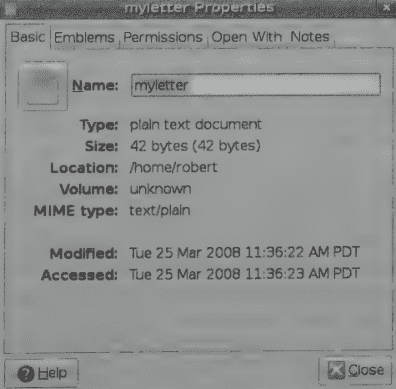 myletter Properties
Basic Emblems Permissions Open With Notes
Name: myletter
Type: plain text document
Size: 42 bytes (42 bytes)
Location: /home/robert
Volume: unknown
MIME type: text/plain
Modified: Tue 25 Mar 2008 11:36:22 AM PDT
Accessed: Tue 25 Mar 2008 11:36:23 AM PDT
Help Close